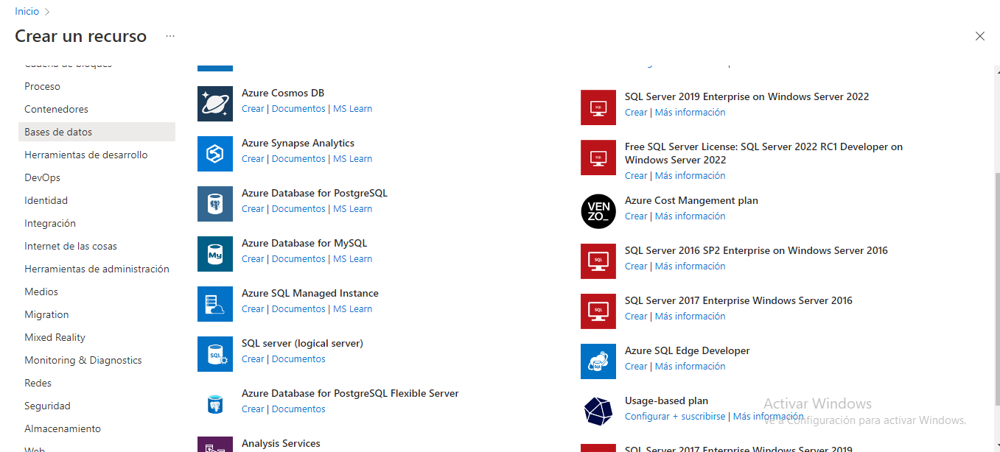 Inicio
Crear un recurso
Proceso
Contenedores
Bases de datos
Herramientas de desarrollo
DevOps
Identidad
Integración
Internet de las cosas
Herramientas de administración
Medios
Migration
Mixed Reality
Monitoring & Diagnostics
Redes
Seguridad
Almacenamiento
Web
Azure Cosmos DB
Crear | Documentos | MS Learn
Azure Synapse Analytics
Crear | Documentos | MS Learn
Azure Database for PostgreSQL
Crear | Documentos | MS Learn
My
Azure Database for MySQL
Crear | Documentos | MS Learn
Azure SQL Managed Instance
Crear | Documentos | MS Learn
SQL
SQL server (logical server)
Crear | Documentos
Azure Database for PostgreSQL Flexible Server
Crear | Documentos
Analysis Services
SQL
SQL Server 2019 Enterprise on Windows Server 2022
Crear | Más información
SQL
Free SQL Server License: SQL Server 2022 RC1 Developer on
Windows Server 2022
Crear | Más información
VEN
ZO_
Azure Cost Mangement plan
Crear | Más información
SQL
SQL Server 2016 SP2 Enterprise on Windows Server 2016
Crear | Más información
SQL
SQL Server 2017 Enterprise Windows Server 2016
Crear | Más información
SQL
Azure SQL Edge Developer
Crear | Más información
Usage-based plan
Configurar + suscribirse | Más información
SQL Server 2017 Enterprise Windows Server 2019
Activar Windows
Ve a Configuración para activar Windows.